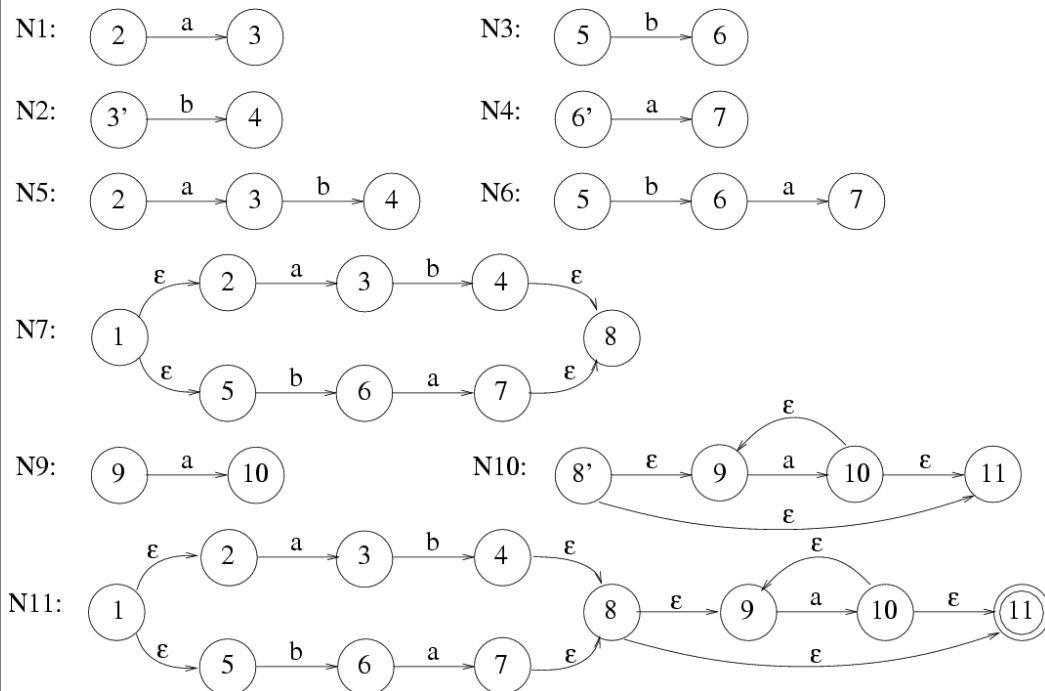 N1: 2 a 3 N3: 5 b 6
N2: 3' b 4 N4: 6' a 7
N5: 2 a 3 b 4 N6: 5 b 6 a 7
ε 2 a 3 b 4 ε
N7: 1 8
ε 5 b 6 a 7 ε
ε
N9: 9 a 10 N10: 8' ε 9 a 10 ε 11
ε
ε 2 a 3 b 4 ε ε
N11: 1 8 ε 9 a 10 ε 11
ε 5 b 6 a 7 ε ε